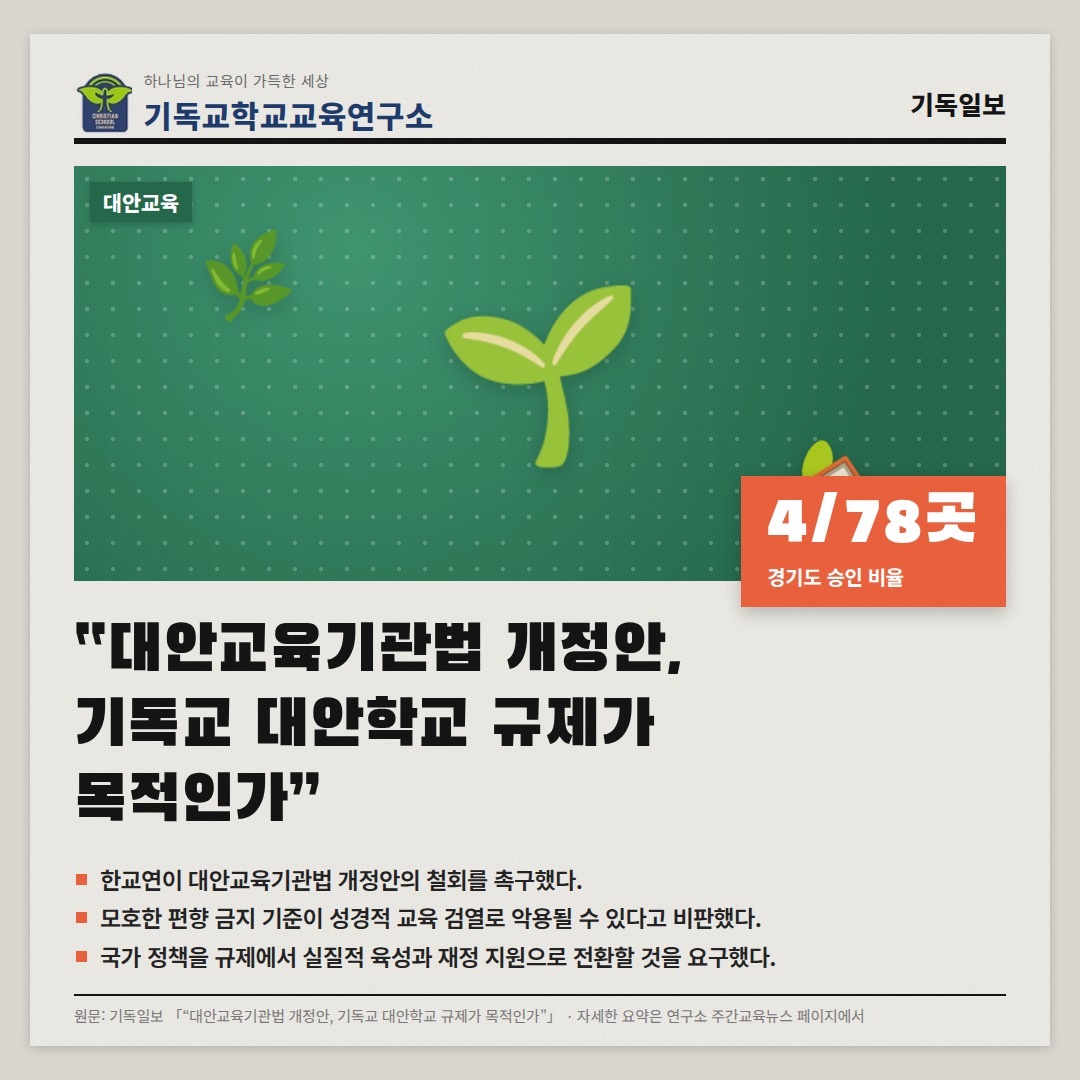 하나님의 교육이 가득한 세상
기독교학교교육연구소
CHRISTIAN
SCHOOL
기독일보
대안교육
4/78곳
경기도 승인 비율
“대안교육기관법 개정안,
기독교 대안학교 규제가
목적인가”
한교연이 대안교육기관법 개정안의 철회를 촉구했다.
모호한 편향 금지 기준이 성경적 교육 검열로 악용될 수 있다고 비판했다.
국가 정책을 규제에서 실질적 육성과 재정 지원으로 전환할 것을 요구했다.
원문: 기독일보 「“대안교육기관법 개정안, 기독교 대안학교 규제가 목적인가”」 · 자세한 요약은 연구소 주간교육뉴스 페이지에서